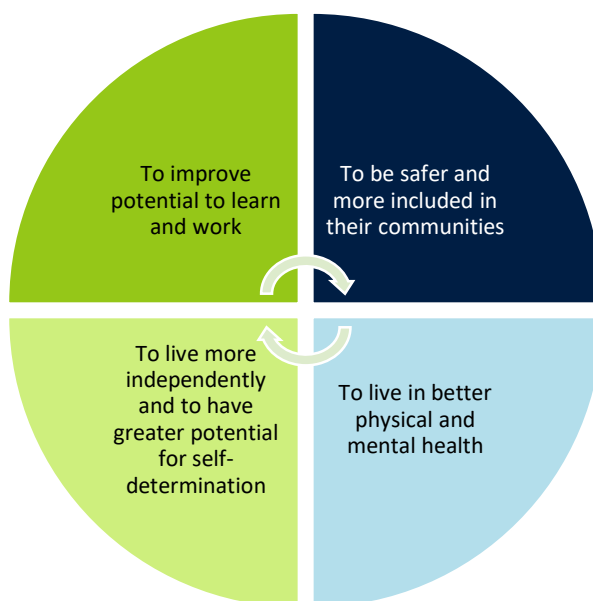 To improve
potential to learn
and work
To be safer and
more included in
their communities
To live more
independently
and to have
greater potential
for self-
determination
To live in better
physical and
mental health